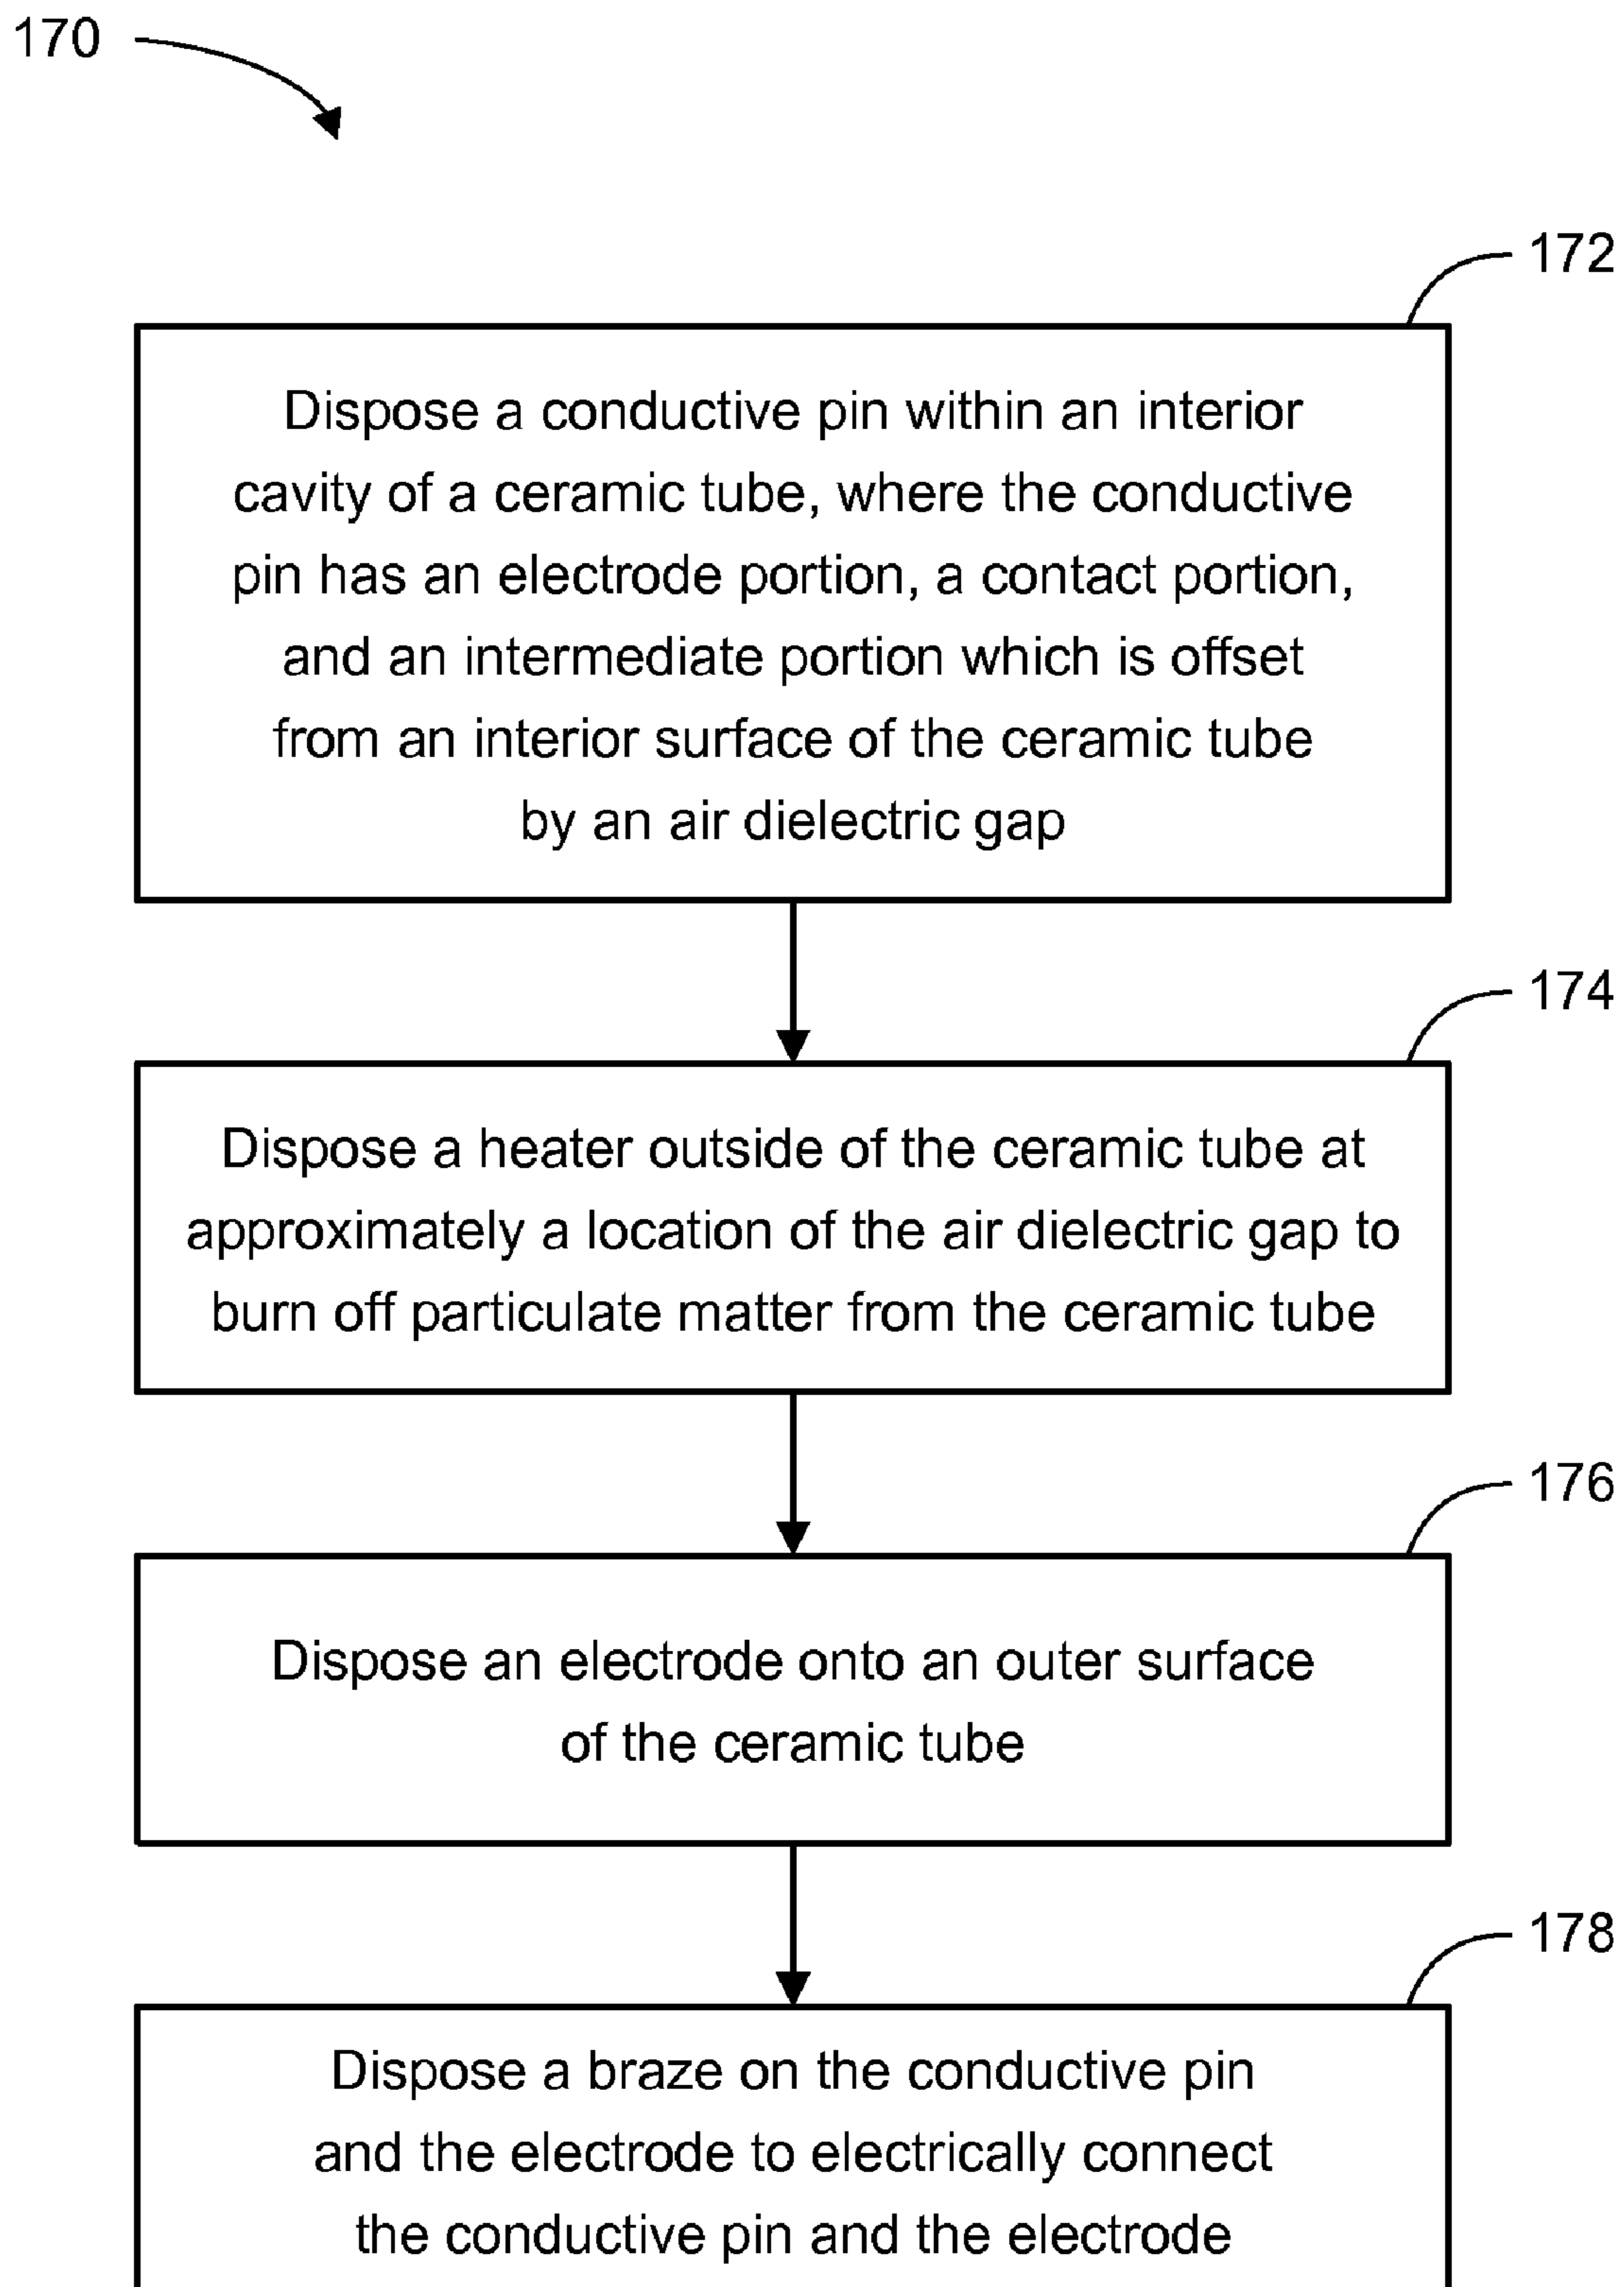 170
172
Dispose a conductive pin within an interior
cavity of a ceramic tube, where the conductive
pin has an electrode portion, a contact portion,
and an intermediate portion which is offset
from an interior surface of the ceramic tube
by an air dielectric gap
174
Dispose a heater outside of the ceramic tube at
approximately a location of the air dielectric gap to
burn off particulate matter from the ceramic tube
176
Dispose an electrode onto an outer surface
of the ceramic tube
178
Dispose a braze on the conductive pin
and the electrode to electrically connect
the conductive pin and the electrode